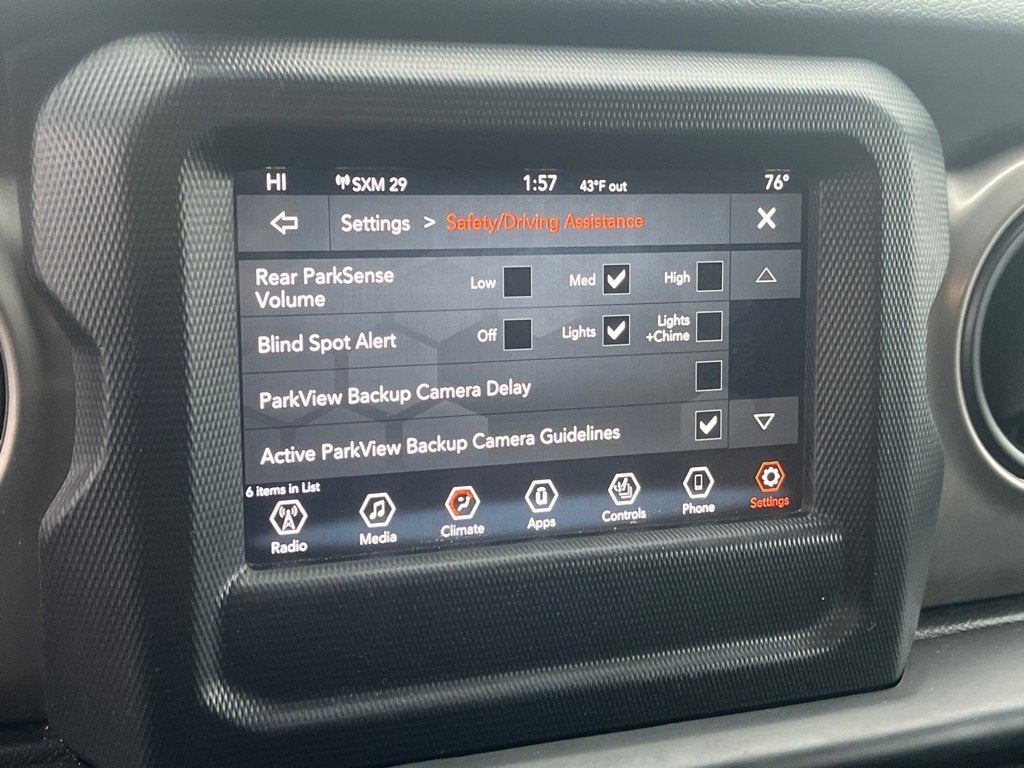 HI SXM 29 1:57 43°F out 76°
Settings > Safety/Driving Assistance X
Rear ParkSense
Volume
Low Med High
Blind Spot Alert Off Lights
Lights
+Chime
ParkView Backup Camera Delay
Active ParkView Backup Camera Guidelines
6 items in List
Radio Media Climate Apps Controls Phone Settings